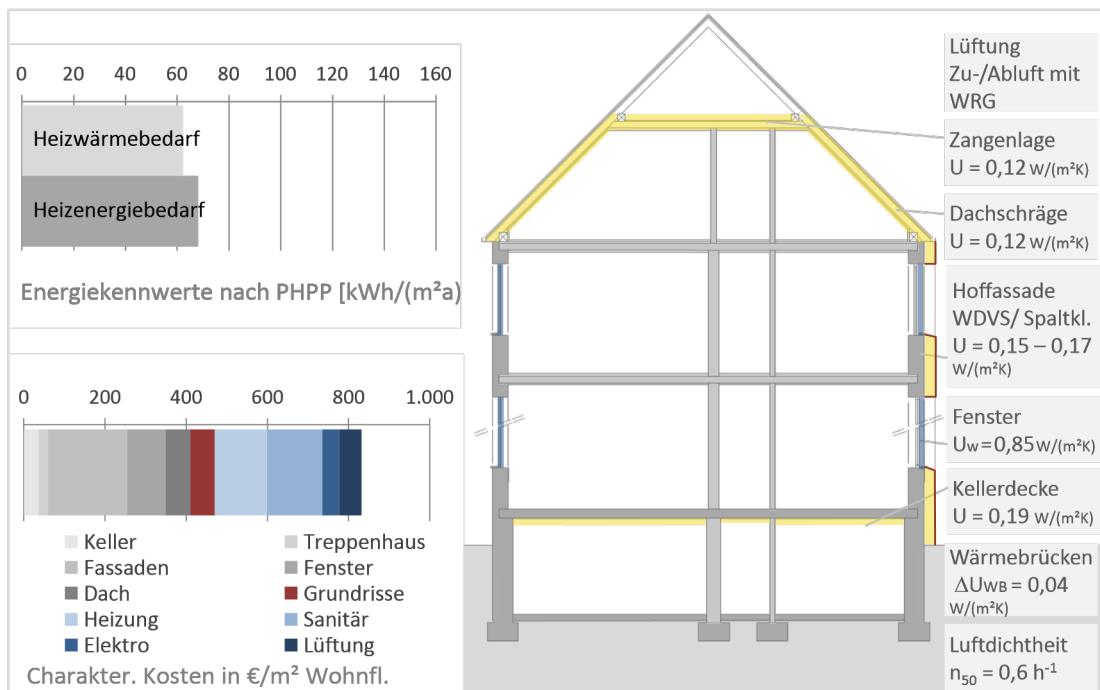 0 20 40 60 80 100 120 140 160
Heizwärmebedarf
Heizenergiebedarf
Energiekennwerte nach PHPP [kWh/(m²a)
0 200 400 600 800 1.000
Keller Treppenhaus
Fassaden Fenster
Dach Grundrisse
Heizung Sanitär
Elektro Lüftung
Charakter. Kosten in €/m² Wohnfl.
Lüftung
Zu-/Abluft mit
WRG
Zangenlage
U = 0,12 W/(m²K)
Dachschräge
U = 0,12 W/(m²K)
Hoffassade
WDVS/ Spaltkl.
U = 0,15 – 0,17
W/(m²K)
Fenster
Uw = 0,85 W/(m²K)
Kellerdecke
U = 0,19 W/(m²K)
Wärmebrücken
ΔUWB = 0,04
W/(m²K)
Luftdichtheit
n50 = 0,6 h-1